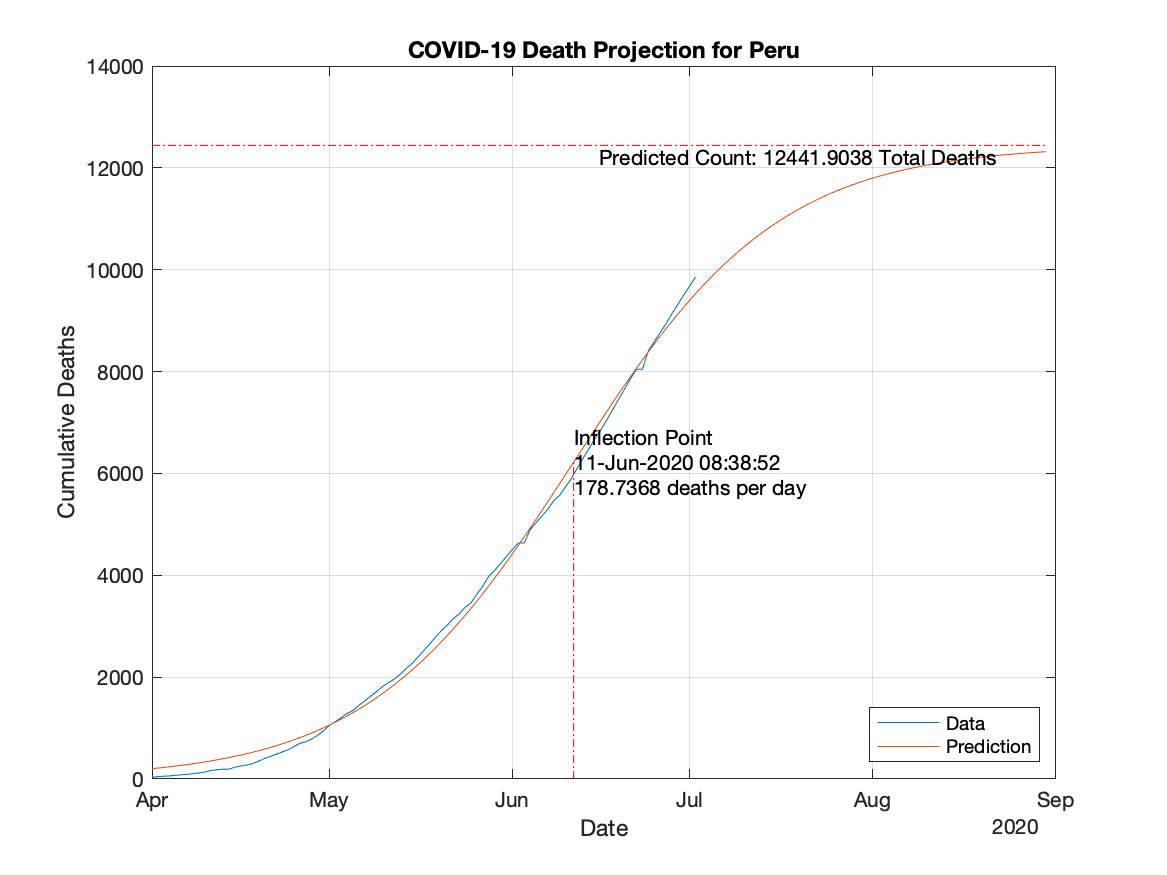 COVID-19 Death Projection for Peru
14000
12000
10000
8000
6000
4000
2000
0
Cumulative Deaths
Predicted Count: 12441.9038 Total Deaths
Inflection Point
11-Jun-2020 08:38:52
178.7368 deaths per day
Data
Prediction
Apr May Jun Jul Aug Sep
Date
2020